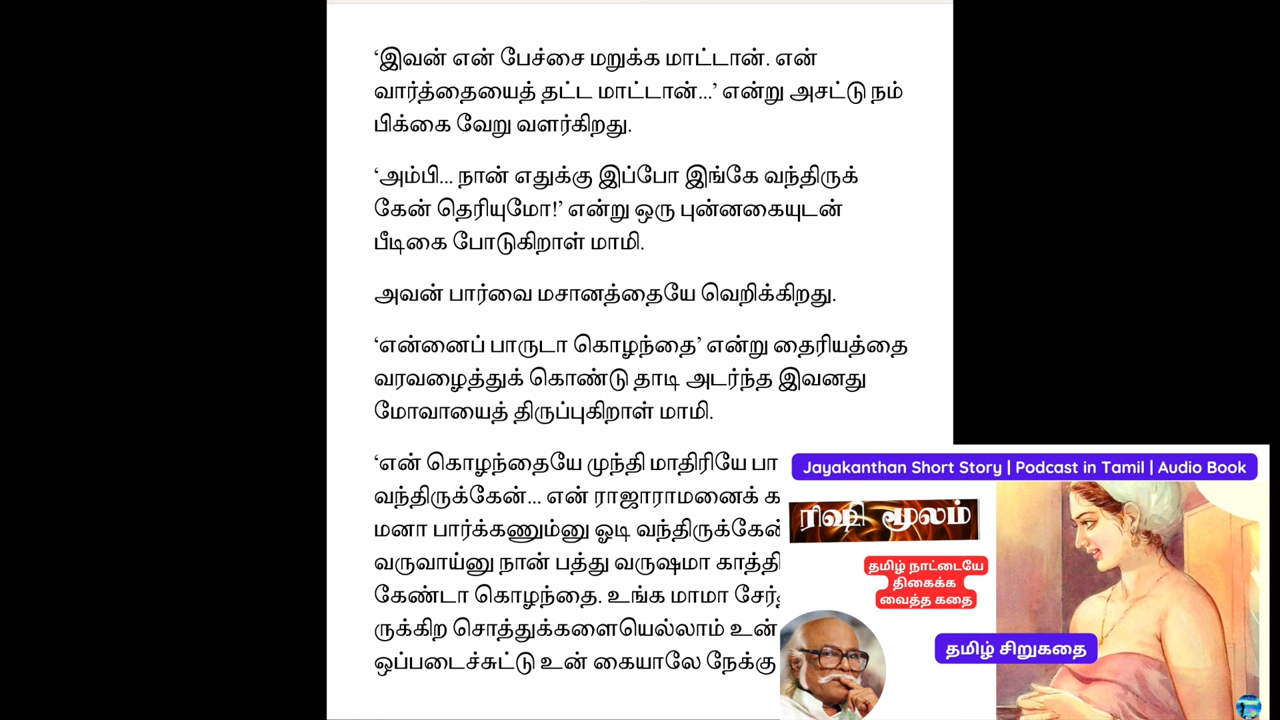 ‘இவன் என் பேச்சை மறுக்க மாட்டான். என்
வார்த்தையைத் தட்ட மாட்டான்...’ என்று அசட்டு நம்
பிக்கை வேறு வளர்கிறது.
‘அம்பி... நான் எதுக்கு இப்போ இங்கே வந்திருக்
கேன் தெரியுமோ!’ என்று ஒரு புன்னகையுடன்
பீடிகை போடுகிறாள் மாமி.
அவன் பார்வை மசானத்தையே வெறிக்கிறது.
‘என்னைப் பாருடா கொழந்தை’ என்று தைரியத்தை
வரவழைத்துக் கொண்டு தாடி அடர்ந்த இவனது
மோவாயைத் திருப்புகிறாள் மாமி.
‘என் கொழந்தையே முந்தி மாதிரியே பா
வந்திருக்கேன்... என் ராஜாராமனைக் க
மனா பார்க்கணும்னு ஓடி வந்திருக்கேன்
வருவாய்னு நான் பத்து வருஷமா காத்தி
கேண்டா கொழந்தை. உங்க மாமா சேர்
ருக்கிற சொத்துக்களையெல்லாம் உன்
ஒப்படைச்சுட்டு உன் கையாலே நேக்கு
Jayakanthan Short Story | Podcast in Tamil | Audio Book
ரிஷி மூலம்
தமிழ் நாட்டையே
திகைக்க
வைத்த கதை
தமிழ் சிறுகதை